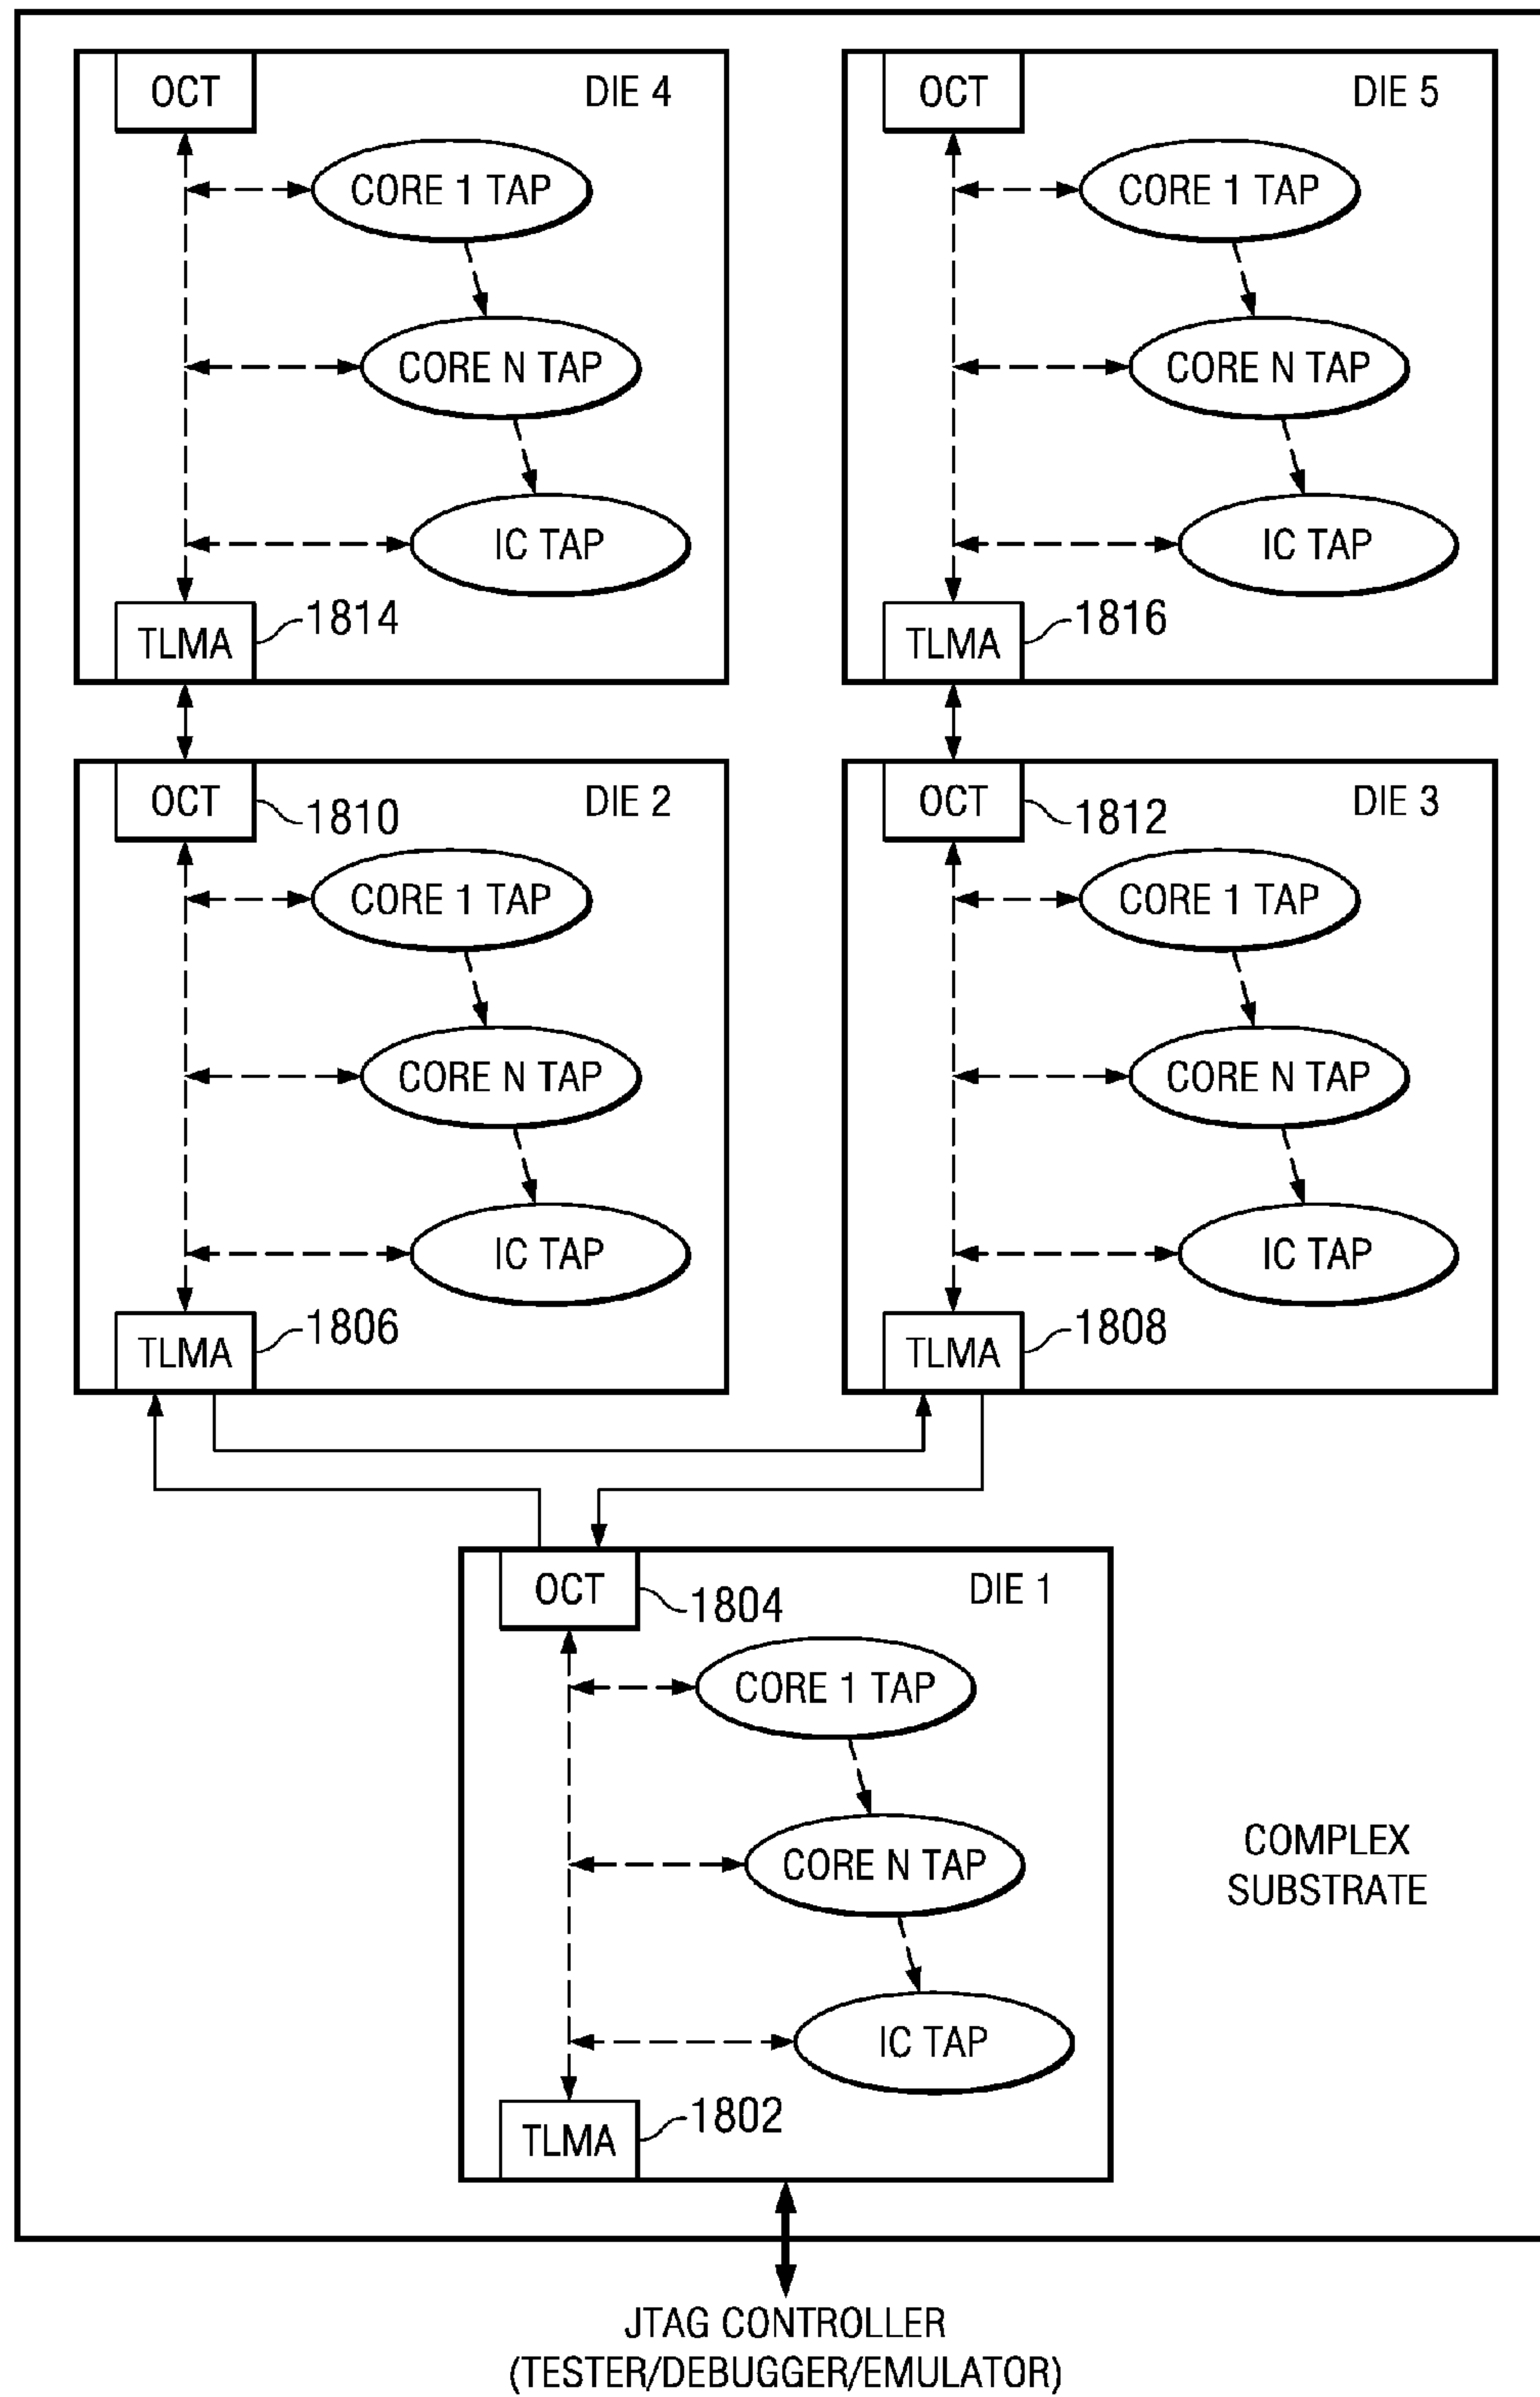 OCT
DIE 4
CORE 1 TAP
CORE N TAP
IC TAP
TLMA
1814
OCT
DIE 5
CORE 1 TAP
CORE N TAP
IC TAP
TLMA
1816
OCT
1810
DIE 2
CORE 1 TAP
CORE N TAP
IC TAP
TLMA
1806
OCT
1812
DIE 3
CORE 1 TAP
CORE N TAP
IC TAP
TLMA
1808
OCT
1804
DIE 1
CORE 1 TAP
CORE N TAP
IC TAP
TLMA
1802
COMPLEX
SUBSTRATE
JTAG CONTROLLER
(TESTER/DEBUGGER/EMULATOR)